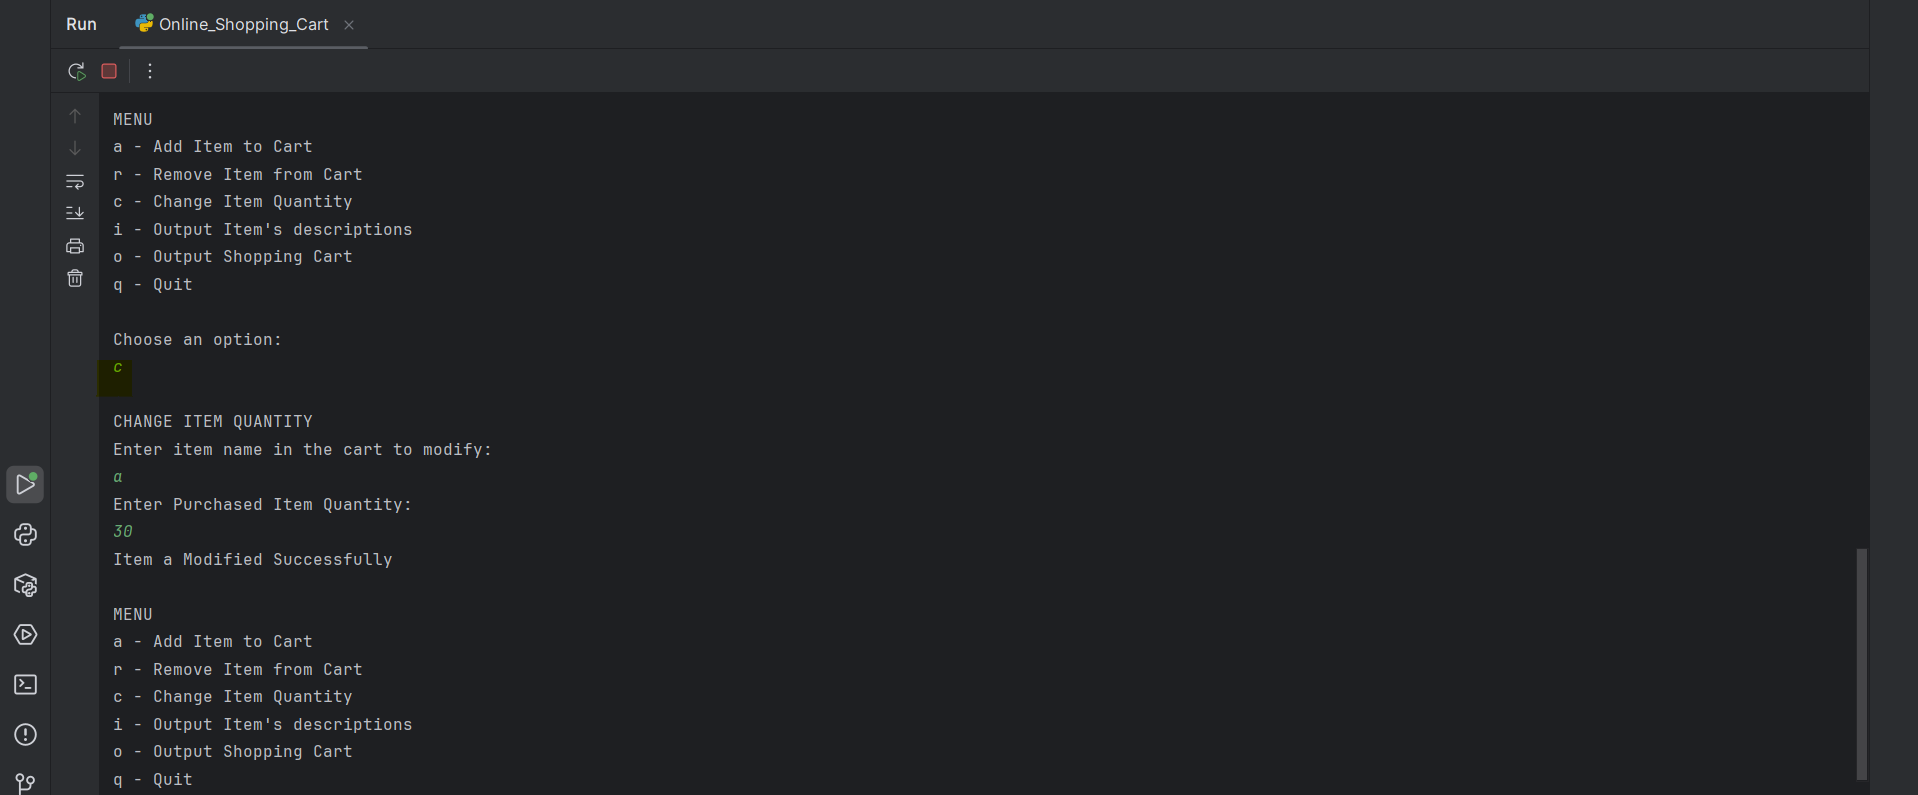 Run Online_Shopping_Cart
MENU
a - Add Item to Cart
r - Remove Item from Cart
c - Change Item Quantity
i - Output Item's descriptions
o - Output Shopping Cart
q - Quit
Choose an option:
c
CHANGE ITEM QUANTITY
Enter item name in the cart to modify:
a
Enter Purchased Item Quantity:
30
Item a Modified Successfully
MENU
a - Add Item to Cart
r - Remove Item from Cart
c - Change Item Quantity
i - Output Item's descriptions
o - Output Shopping Cart
q - Quit